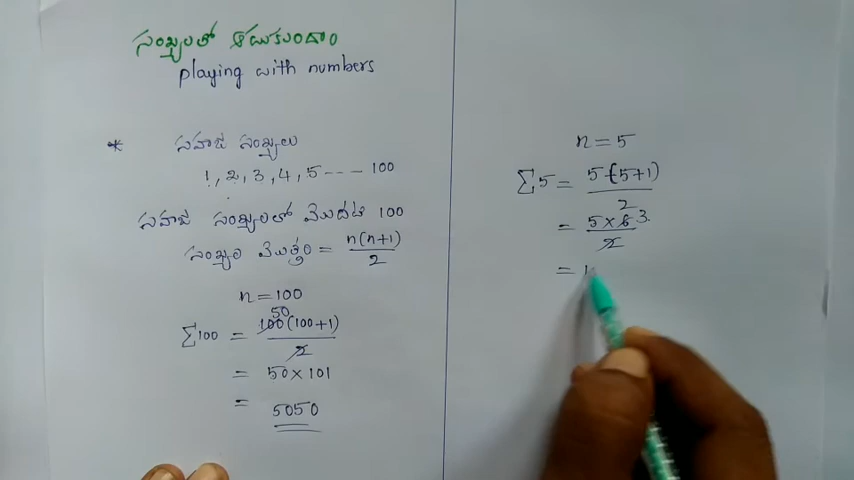 సంఖ్యలతో ఆడుకుందాం
playing with numbers
* సహజ సంఖ్యలు
1, 2, 3, 4, 5 --- 100
సహజ సంఖ్యలలో మొదటి 100
సంఖ్యల మొత్తం = n(n+1)/2
n = 100
50
Σ100 = 100(100+1)/2
= 50 × 101
= 5050
n = 5
Σ5 = 5(5+1)/2
= 5 × 6 3/2
= 1